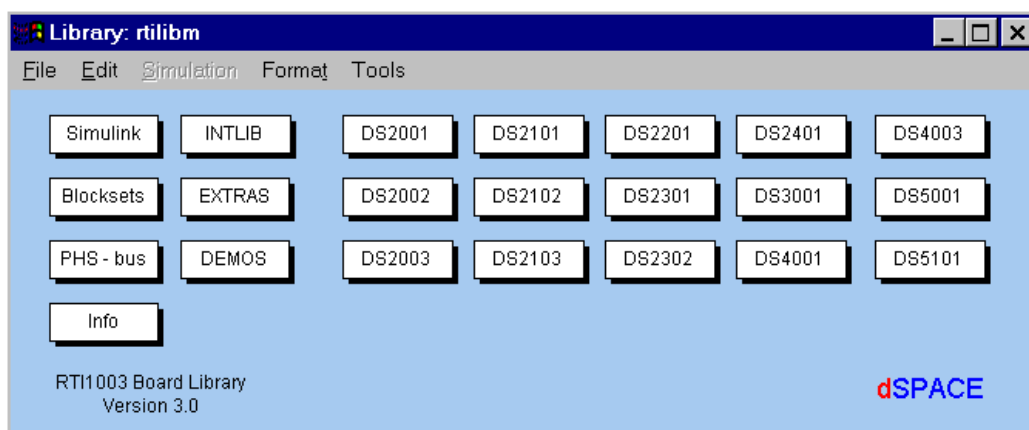 Library: rtilibm
File Edit Simulation Format Tools
Simulink INTLIB DS2001 DS2101 DS2201 DS2401 DS4003
Blocksets EXTRAS DS2002 DS2102 DS2301 DS3001 DS5001
PHS - bus DEMOS DS2003 DS2103 DS2302 DS4001 DS5101
Info
RTI1003 Board Library
Version 3.0
dSPACE